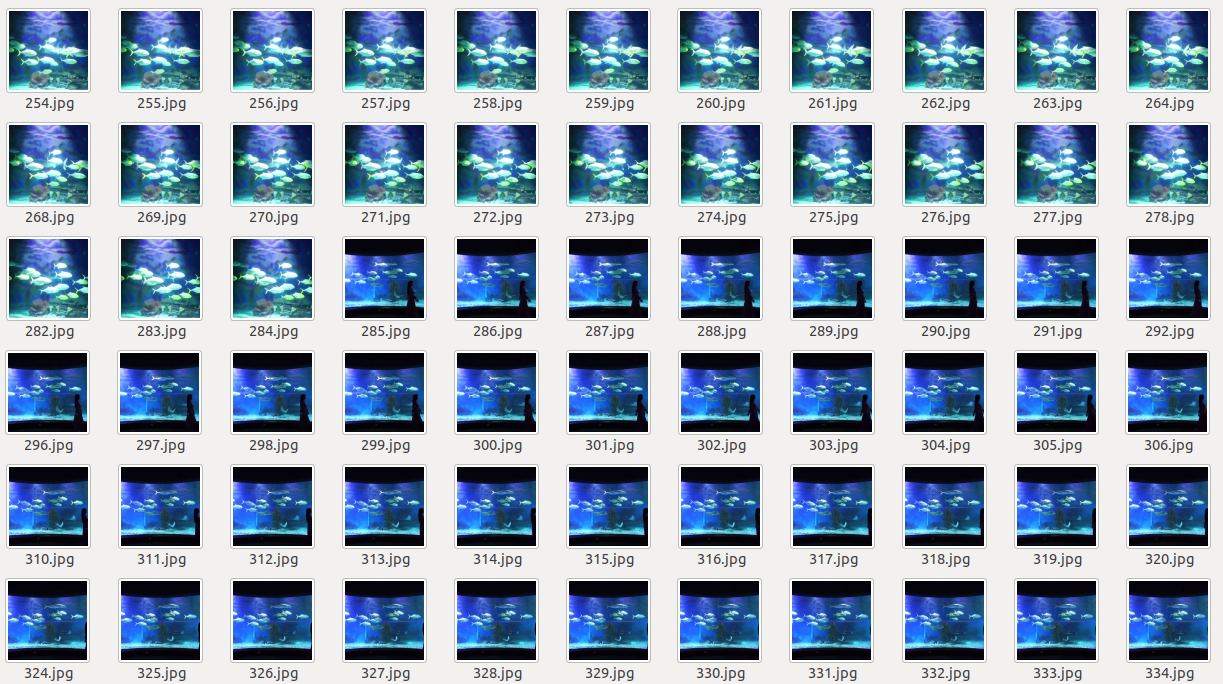 254.jpg 255.jpg 256.jpg 257.jpg 258.jpg 259.jpg 260.jpg 261.jpg 262.jpg 263.jpg 264.jpg
268.jpg 269.jpg 270.jpg 271.jpg 272.jpg 273.jpg 274.jpg 275.jpg 276.jpg 277.jpg 278.jpg
282.jpg 283.jpg 284.jpg 285.jpg 286.jpg 287.jpg 288.jpg 289.jpg 290.jpg 291.jpg 292.jpg
296.jpg 297.jpg 298.jpg 299.jpg 300.jpg 301.jpg 302.jpg 303.jpg 304.jpg 305.jpg 306.jpg
310.jpg 311.jpg 312.jpg 313.jpg 314.jpg 315.jpg 316.jpg 317.jpg 318.jpg 319.jpg 320.jpg
324.jpg 325.jpg 326.jpg 327.jpg 328.jpg 329.jpg 330.jpg 331.jpg 332.jpg 333.jpg 334.jpg